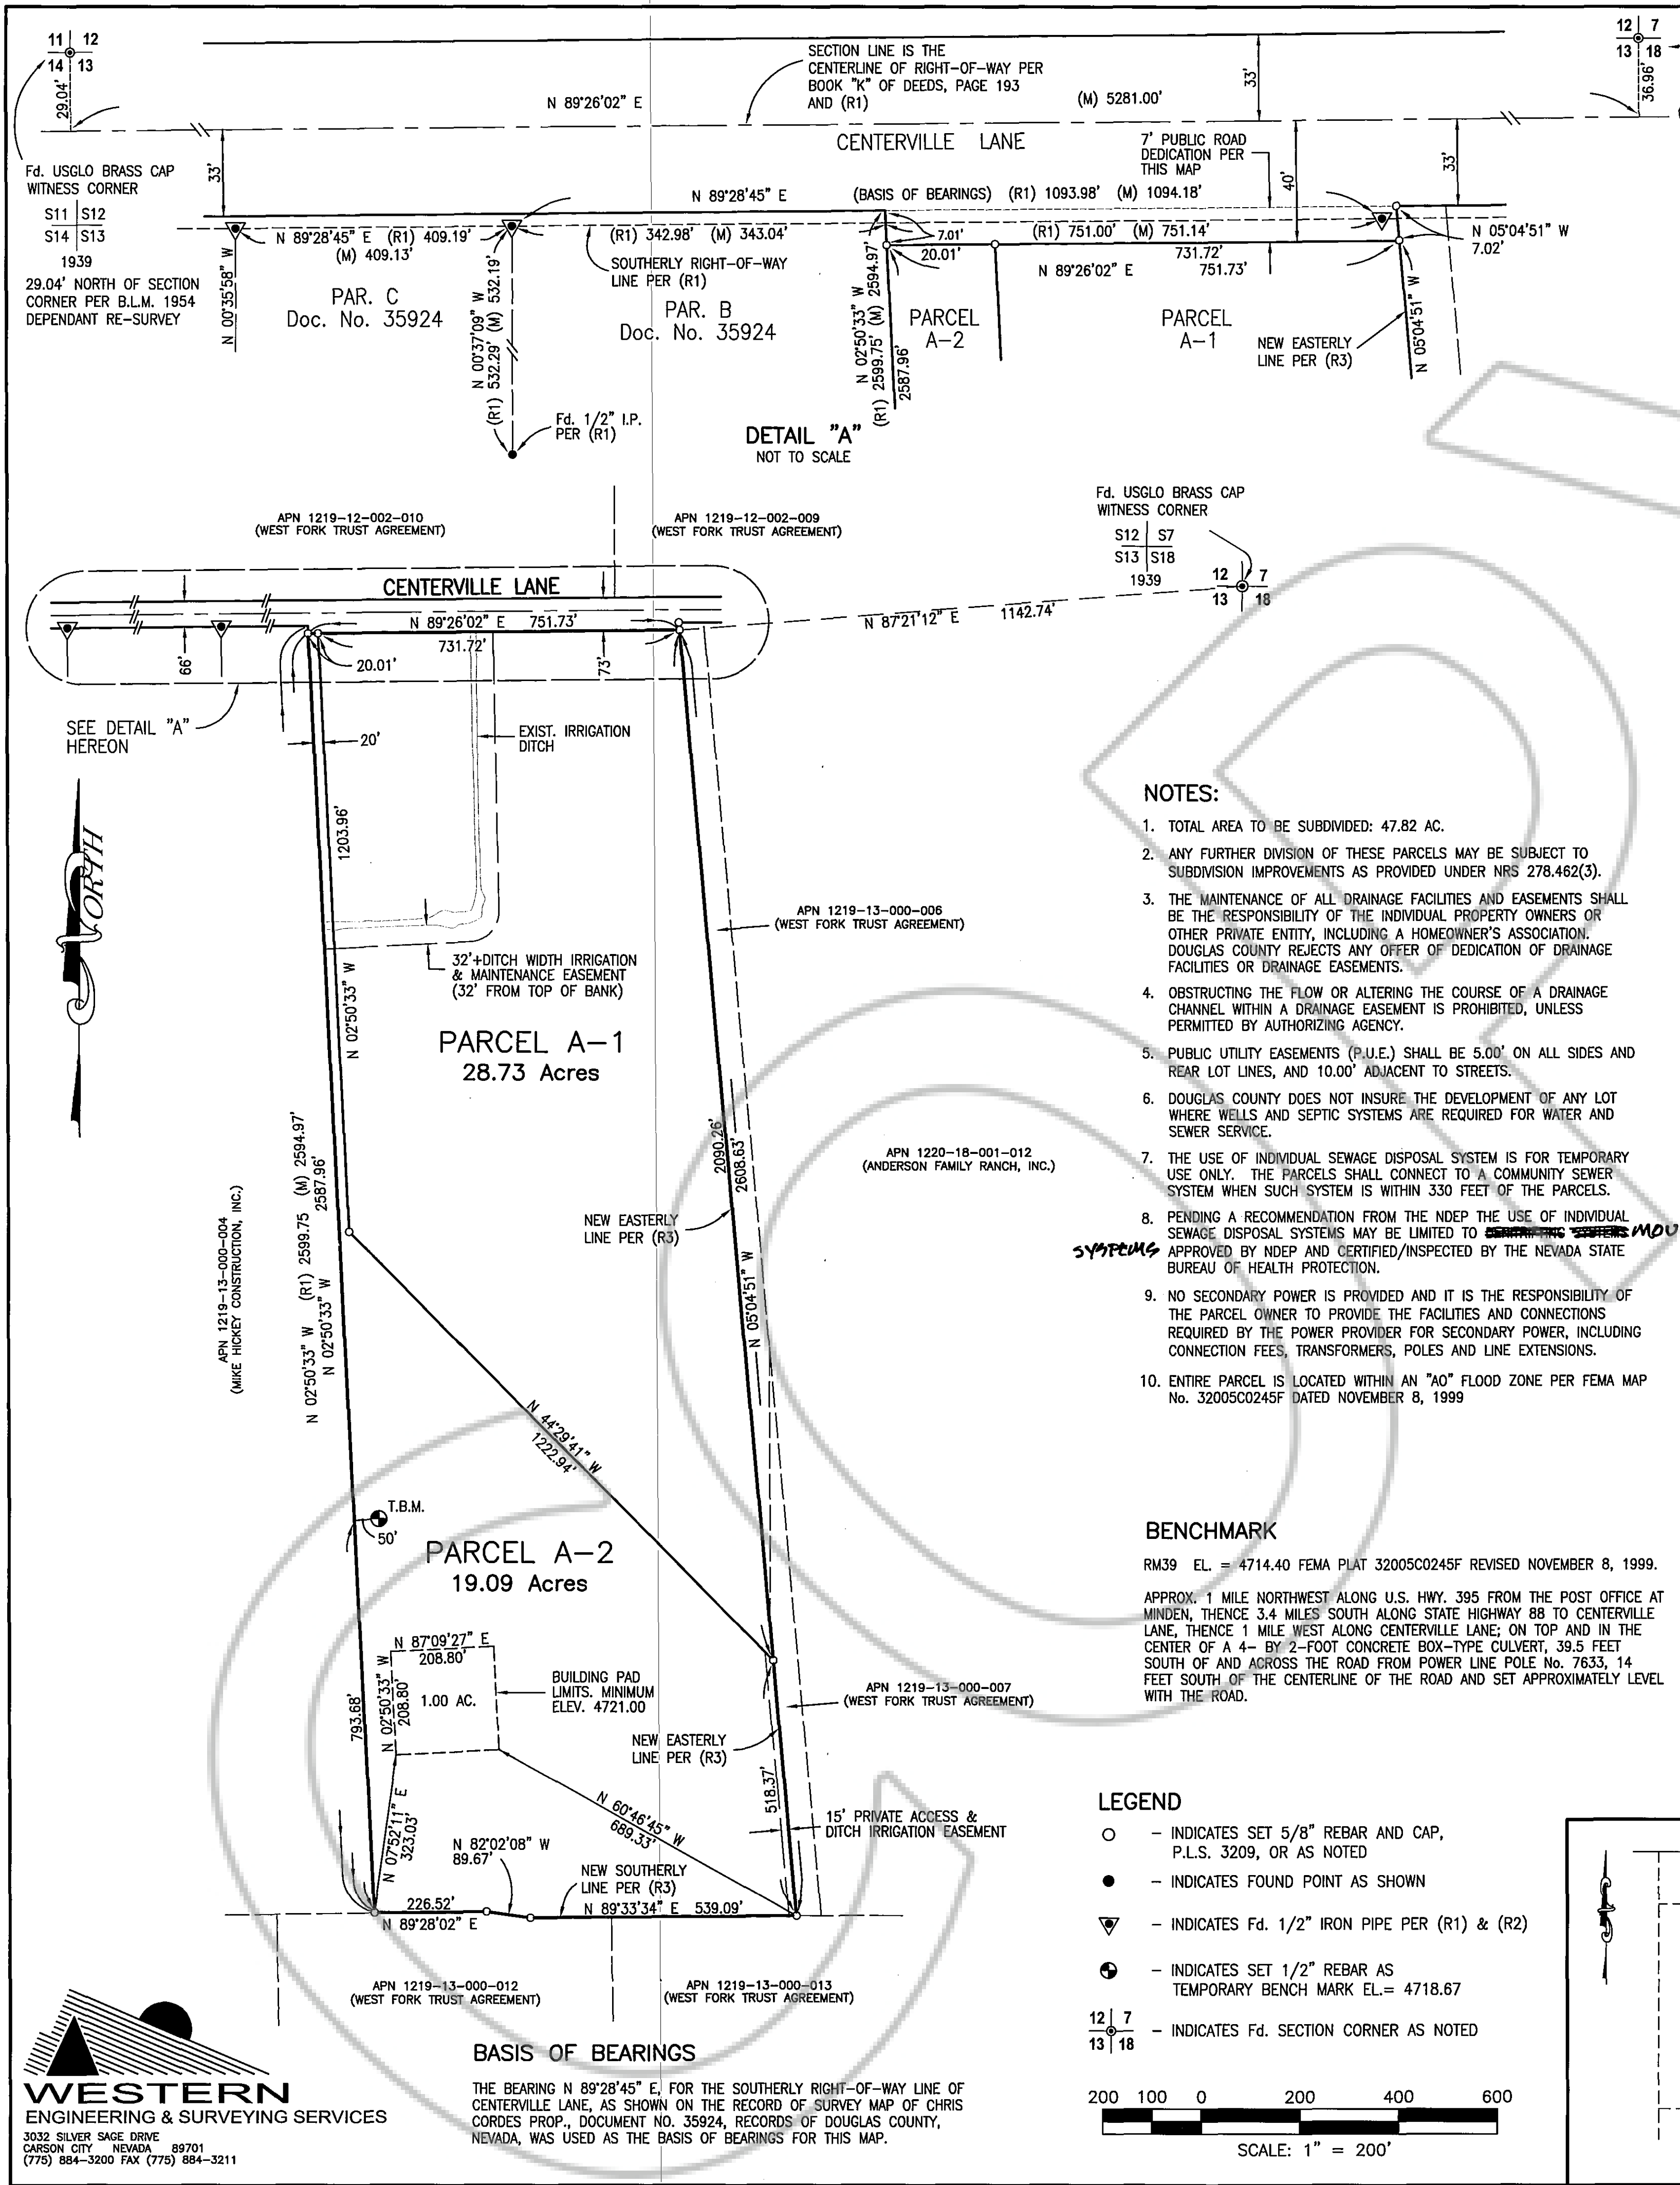 11 12
14 13
29.04'
N 89°26'02" E
SECTION LINE IS THE
CENTERLINE OF RIGHT-OF-WAY PER
BOOK "K" OF DEEDS, PAGE 193
AND (R1)
(M) 5281.00'
33'
12 7
13 18
36.96'
CENTERVILLE LANE
7' PUBLIC ROAD
DEDICATION PER
THIS MAP
40'
33'
33'
Fd. USGLO BRASS CAP
WITNESS CORNER
S11 S12
S14 S13
1939
29.04' NORTH OF SECTION
CORNER PER B.L.M. 1954
DEPENDANT RE-SURVEY
N 89°28'45" E (BASIS OF BEARINGS) (R1) 1093.98' (M) 1094.18'
N 89°28'45" E (R1) 409.19'
(M) 409.13'
(R1) 342.98' (M) 343.04'
7.01'
(R1) 751.00' (M) 751.14'
N 05°04'51" W
7.02'
20.01'
731.72'
N 89°26'02" E 751.73'
SOUTHERLY RIGHT-OF-WAY
LINE PER (R1)
N 00°35'58" W
PAR. C
Doc. No. 35924
N 00°37'09" W
(R1) 532.29' (M) 532.19'
PAR. B
Doc. No. 35924
N 02°50'33" W
(R1) 2599.75' (M) 2594.97'
2587.96'
PARCEL
A-2
PARCEL
A-1
NEW EASTERLY
LINE PER (R3)
N 05°04'51" W
Fd. 1/2" I.P.
PER (R1)
DETAIL "A"
NOT TO SCALE
APN 1219-12-002-010
(WEST FORK TRUST AGREEMENT)
APN 1219-12-002-009
(WEST FORK TRUST AGREEMENT)
Fd. USGLO BRASS CAP
WITNESS CORNER
S12 S7
S13 S18
1939
12 7
13 18
CENTERVILLE LANE
N 89°26'02" E 751.73'
731.72'
N 87°21'12" E 1142.74'
66'
20.01'
73'
SEE DETAIL "A"
HEREON
20'
EXIST. IRRIGATION
DITCH
NORTH
1203.96'
N 02°50'33" W
32'+DITCH WIDTH IRRIGATION
& MAINTENANCE EASEMENT
(32' FROM TOP OF BANK)
APN 1219-13-000-006
(WEST FORK TRUST AGREEMENT)
PARCEL A-1
28.73 Acres
2090.26'
2608.63'
APN 1220-18-001-012
(ANDERSON FAMILY RANCH, INC.)
APN 1219-13-000-004
(MIKE HICKEY CONSTRUCTION, INC.)
N 02°50'33" W (R1) 2599.75 (M) 2594.97'
N 02°50'33" W 2587.96'
NEW EASTERLY
LINE PER (R3)
N 05°04'51" W
N 44°29'41" W
1222.94'
T.B.M.
50'
PARCEL A-2
19.09 Acres
N 87°09'27" E
208.80'
N 02°50'33" W
208.80'
1.00 AC.
BUILDING PAD
LIMITS. MINIMUM
ELEV. 4721.00
793.68'
APN 1219-13-000-007
(WEST FORK TRUST AGREEMENT)
NEW EASTERLY
LINE PER (R3)
518.37'
15' PRIVATE ACCESS &
DITCH IRRIGATION EASEMENT
N 07°52'11" E
323.03'
N 60°46'45" W
689.33'
N 82°02'08" W
89.67'
NEW SOUTHERLY
LINE PER (R3)
226.52'
N 89°28'02" E
N 89°33'34" E 539.09'
APN 1219-13-000-012
(WEST FORK TRUST AGREEMENT)
APN 1219-13-000-013
(WEST FORK TRUST AGREEMENT)
NOTES:
1. TOTAL AREA TO BE SUBDIVIDED: 47.82 AC.
2. ANY FURTHER DIVISION OF THESE PARCELS MAY BE SUBJECT TO
SUBDIVISION IMPROVEMENTS AS PROVIDED UNDER NRS 278.462(3).
3. THE MAINTENANCE OF ALL DRAINAGE FACILITIES AND EASEMENTS SHALL
BE THE RESPONSIBILITY OF THE INDIVIDUAL PROPERTY OWNERS OR
OTHER PRIVATE ENTITY, INCLUDING A HOMEOWNER'S ASSOCIATION.
DOUGLAS COUNTY REJECTS ANY OFFER OF DEDICATION OF DRAINAGE
FACILITIES OR DRAINAGE EASEMENTS.
4. OBSTRUCTING THE FLOW OR ALTERING THE COURSE OF A DRAINAGE
CHANNEL WITHIN A DRAINAGE EASEMENT IS PROHIBITED, UNLESS
PERMITTED BY AUTHORIZING AGENCY.
5. PUBLIC UTILITY EASEMENTS (P.U.E.) SHALL BE 5.00' ON ALL SIDES AND
REAR LOT LINES, AND 10.00' ADJACENT TO STREETS.
6. DOUGLAS COUNTY DOES NOT INSURE THE DEVELOPMENT OF ANY LOT
WHERE WELLS AND SEPTIC SYSTEMS ARE REQUIRED FOR WATER AND
SEWER SERVICE.
7. THE USE OF INDIVIDUAL SEWAGE DISPOSAL SYSTEM IS FOR TEMPORARY
USE ONLY. THE PARCELS SHALL CONNECT TO A COMMUNITY SEWER
SYSTEM WHEN SUCH SYSTEM IS WITHIN 330 FEET OF THE PARCELS.
8. PENDING A RECOMMENDATION FROM THE NDEP THE USE OF INDIVIDUAL
SEWAGE DISPOSAL SYSTEMS MAY BE LIMITED TO MOU
SYSTEMS APPROVED BY NDEP AND CERTIFIED/INSPECTED BY THE NEVADA STATE
BUREAU OF HEALTH PROTECTION.
9. NO SECONDARY POWER IS PROVIDED AND IT IS THE RESPONSIBILITY OF
THE PARCEL OWNER TO PROVIDE THE FACILITIES AND CONNECTIONS
REQUIRED BY THE POWER PROVIDER FOR SECONDARY POWER, INCLUDING
CONNECTION FEES, TRANSFORMERS, POLES AND LINE EXTENSIONS.
10. ENTIRE PARCEL IS LOCATED WITHIN AN "AO" FLOOD ZONE PER FEMA MAP
No. 32005C0245F DATED NOVEMBER 8, 1999
BENCHMARK
RM39 EL. = 4714.40 FEMA PLAT 32005C0245F REVISED NOVEMBER 8, 1999.
APPROX. 1 MILE NORTHWEST ALONG U.S. HWY. 395 FROM THE POST OFFICE AT
MINDEN, THENCE 3.4 MILES SOUTH ALONG STATE HIGHWAY 88 TO CENTERVILLE
LANE, THENCE 1 MILE WEST ALONG CENTERVILLE LANE; ON TOP AND IN THE
CENTER OF A 4- BY 2-FOOT CONCRETE BOX-TYPE CULVERT, 39.5 FEET
SOUTH OF AND ACROSS THE ROAD FROM POWER LINE POLE No. 7633, 14
FEET SOUTH OF THE CENTERLINE OF THE ROAD AND SET APPROXIMATELY LEVEL
WITH THE ROAD.
LEGEND
– INDICATES SET 5/8" REBAR AND CAP,
P.L.S. 3209, OR AS NOTED
– INDICATES FOUND POINT AS SHOWN
– INDICATES Fd. 1/2" IRON PIPE PER (R1) & (R2)
– INDICATES SET 1/2" REBAR AS
TEMPORARY BENCH MARK EL.= 4718.67
12 7
13 18
– INDICATES Fd. SECTION CORNER AS NOTED
200 100 0 200 400 600
SCALE: 1" = 200'
BASIS OF BEARINGS
THE BEARING N 89°28'45" E, FOR THE SOUTHERLY RIGHT-OF-WAY LINE OF
CENTERVILLE LANE, AS SHOWN ON THE RECORD OF SURVEY MAP OF CHRIS
CORDES PROP., DOCUMENT NO. 35924, RECORDS OF DOUGLAS COUNTY,
NEVADA, WAS USED AS THE BASIS OF BEARINGS FOR THIS MAP.
WESTERN
ENGINEERING & SURVEYING SERVICES
3032 SILVER SAGE DRIVE
CARSON CITY NEVADA 89701
(775) 884-3200 FAX (775) 884-3211